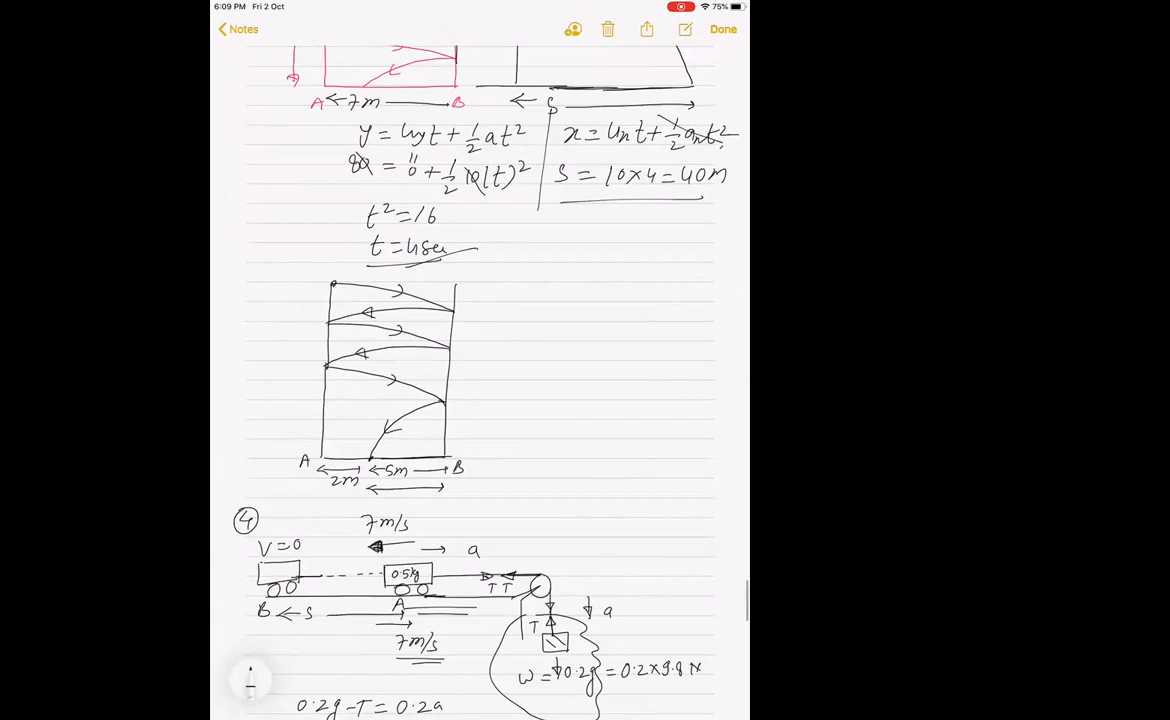 6:09 PM Fri 2 Oct 75%
Notes Done
A 7m B S
y = uyt + 1/2 at²
80 = 0 + 1/2 10(t)²
t² = 16
t = 4sec
x = uxt + 1/2 axt²
S = 10×4 = 40m
A 2m 5m B
4
7m/s
V=0 a
0.5kg
T T
B S A
a
T
7m/s
W = 0.2g = 0.2×9.8 N
0.2g - T = 0.2a